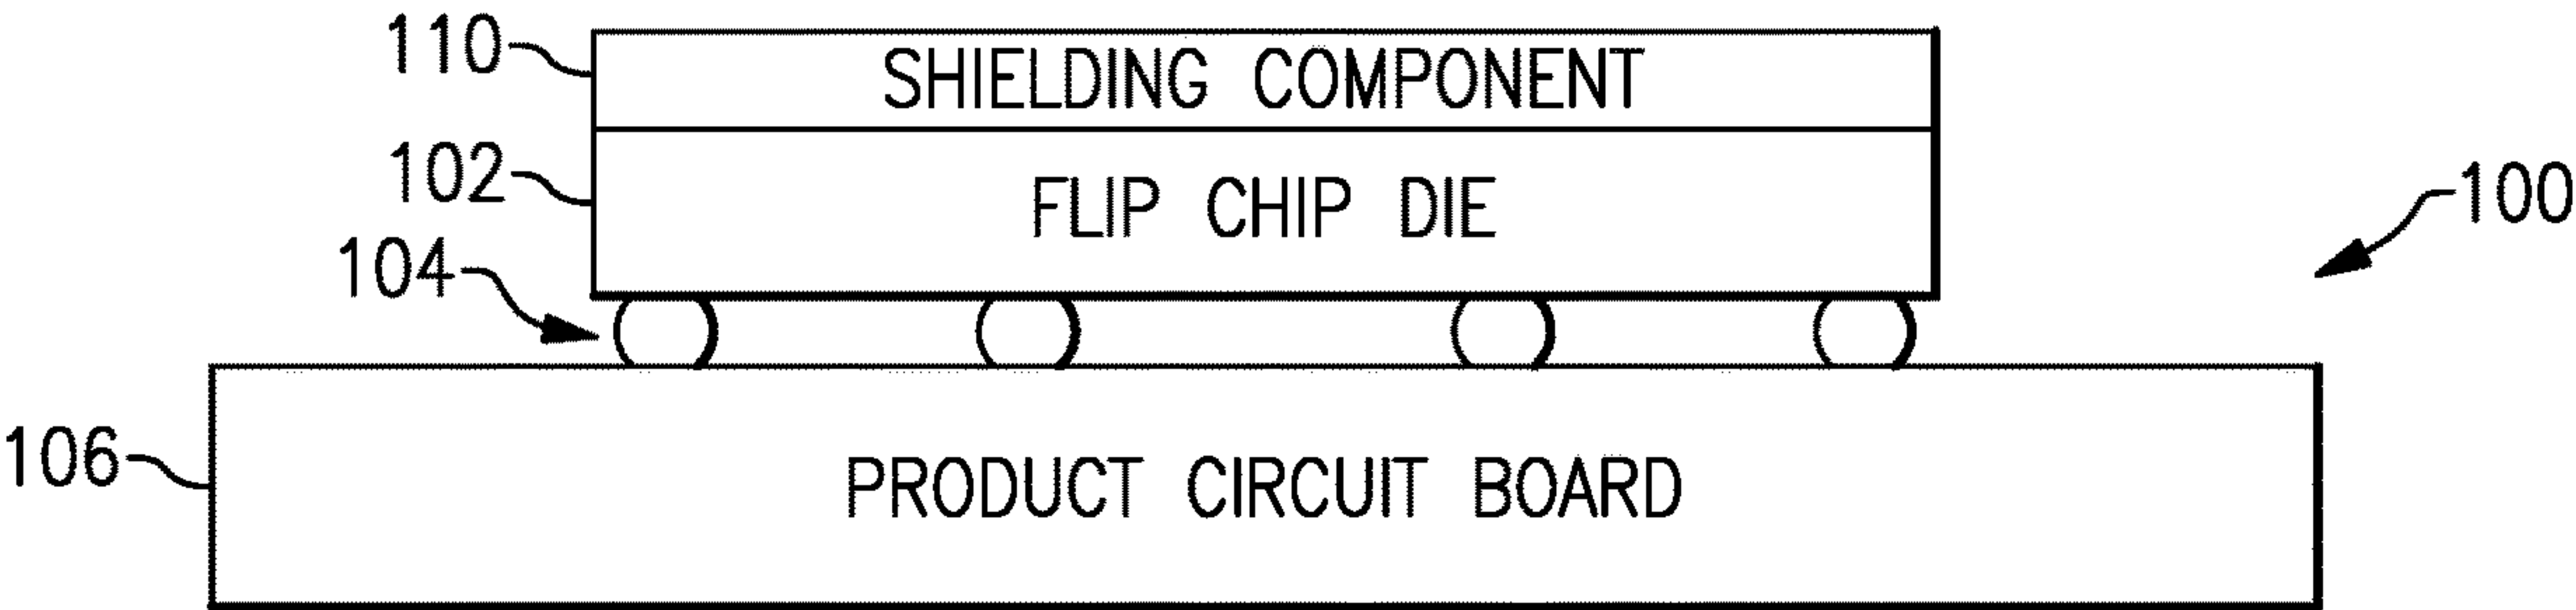 110
SHIELDING COMPONENT
102
FLIP CHIP DIE
100
104
106
PRODUCT CIRCUIT BOARD